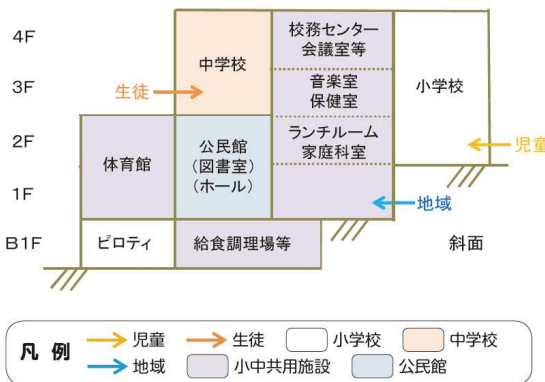 4F
3F
2F
1F
B1F
校務センター
会議室等
中学校
音楽室
保健室
小学校
生徒
体育館
公民館
(図書室)
(ホール)
ランチルーム
家庭科室
児童
地域
ピロティ
給食調理場等
斜面
凡例
児童
生徒
小学校
中学校
地域
小中共用施設
公民館